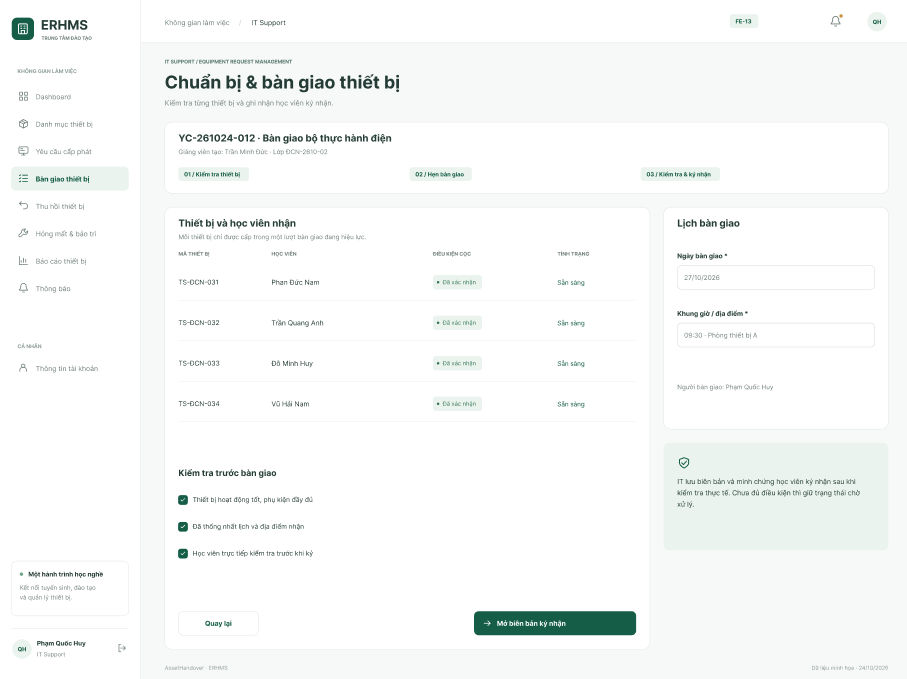 ERHMS
TRUNG TÂM ĐÀO TẠO
KHÔNG GIAN LÀM VIỆC
Dashboard
Danh mục thiết bị
Yêu cầu cấp phát
Bàn giao thiết bị
Thu hồi thiết bị
Hỏng mất & bảo trì
Báo cáo thiết bị
Thông báo
CÁ NHÂN
Thông tin tài khoản
Một hành trình học nghề
Kết nối tuyển sinh, đào tạo
và quản lý thiết bị.
QH
Phạm Quốc Huy
IT Support
Không gian làm việc / IT Support
FE-13
QH
IT SUPPORT / EQUIPMENT REQUEST MANAGEMENT
Chuẩn bị & bàn giao thiết bị
Kiểm tra từng thiết bị và ghi nhận học viên ký nhận.
YC-261024-012 · Bàn giao bộ thực hành điện
Giảng viên tạo: Trần Minh Đức · Lớp ĐCN-2610-02
01 / Kiểm tra thiết bị
02 / Hẹn bàn giao
03 / Kiểm tra & ký nhận
Thiết bị và học viên nhận
Mỗi thiết bị chỉ được cấp trong một lượt bàn giao đang hiệu lực.
MÃ THIẾT BỊ HỌC VIÊN ĐIỀU KIỆN CỌC TÌNH TRẠNG
TS-ĐCN-031 Phan Đức Nam Đã xác nhận Sẵn sàng
TS-ĐCN-032 Trần Quang Anh Đã xác nhận Sẵn sàng
TS-ĐCN-033 Đỗ Minh Huy Đã xác nhận Sẵn sàng
TS-ĐCN-034 Vũ Hải Nam Đã xác nhận Sẵn sàng
Kiểm tra trước bàn giao
Thiết bị hoạt động tốt, phụ kiện đầy đủ
Đã thống nhất lịch và địa điểm nhận
Học viên trực tiếp kiểm tra trước khi ký
Quay lại
Mở biên bản ký nhận
Lịch bàn giao
Ngày bàn giao *
27/10/2026
Khung giờ / địa điểm *
09:30 · Phòng thiết bị A
Người bàn giao: Phạm Quốc Huy
IT lưu biên bản và minh chứng học viên ký nhận sau khi
kiểm tra thực tế. Chưa đủ điều kiện thì giữ trạng thái chờ
xử lý.
AssetHandover · ERHMS
Dữ liệu minh họa · 24/10/2026